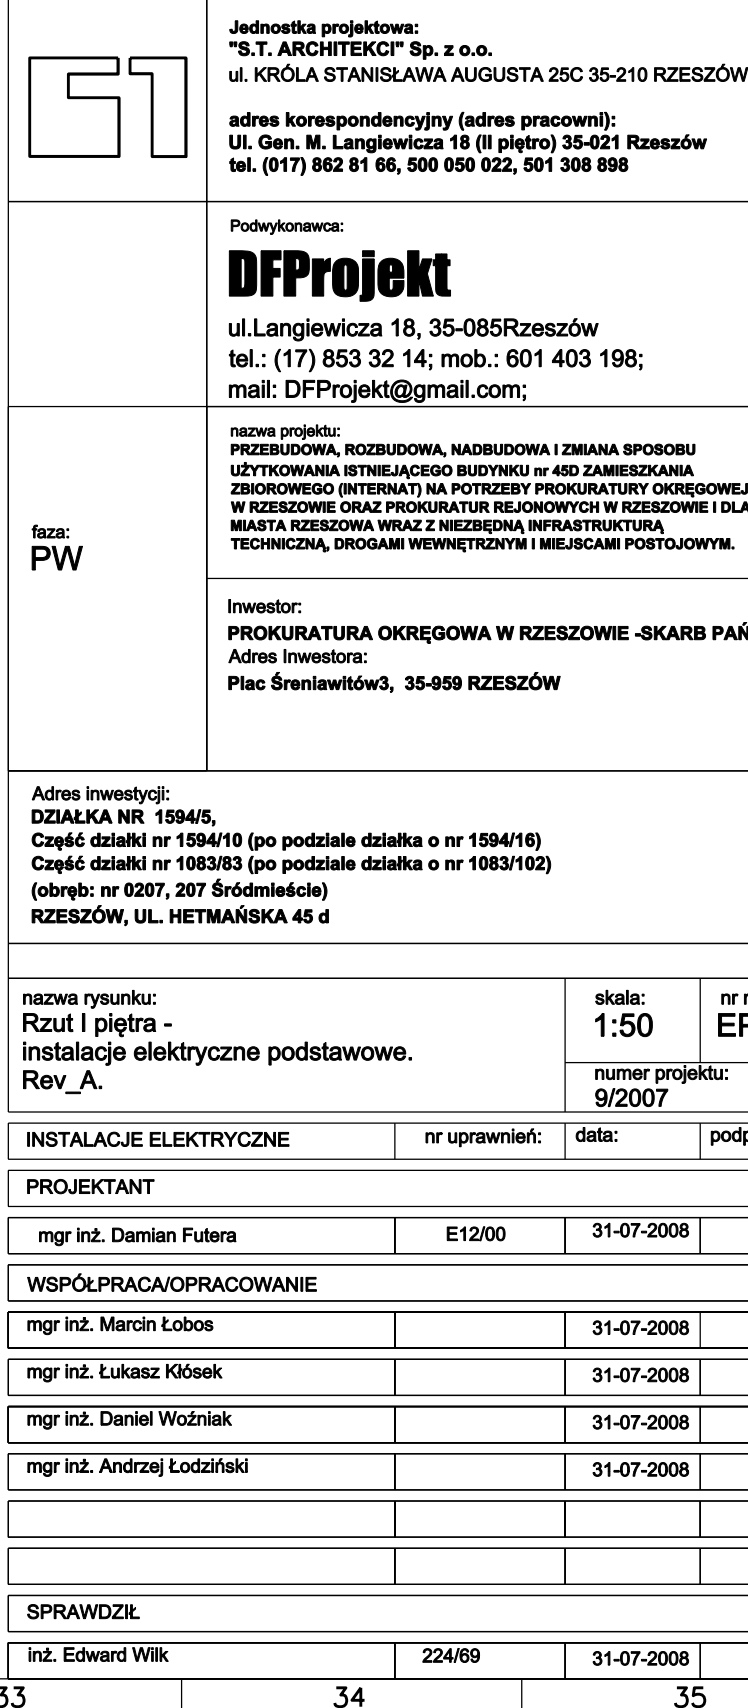 Jednostka projektowa:
"S.T. ARCHITEKCI" Sp. z o.o.
ul. KRÓLA STANISŁAWA AUGUSTA 25C 35-210 RZESZÓW
adres korespondencyjny (adres pracowni):
Ul. Gen. M. Langiewicza 18 (II piętro) 35-021 Rzeszów
tel. (017) 862 81 66, 500 050 022, 501 308 898
Podwykonawca:
DFProjekt
ul.Langiewicza 18, 35-085Rzeszów
tel.: (17) 853 32 14; mob.: 601 403 198;
mail: DFProjekt@gmail.com;
faza:
PW
nazwa projektu:
PRZEBUDOWA, ROZBUDOWA, NADBUDOWA I ZMIANA SPOSOBU
UŻYTKOWANIA ISTNIEJĄCEGO BUDYNKU nr 45D ZAMIESZKANIA
ZBIOROWEGO (INTERNAT) NA POTRZEBY PROKURATURY OKRĘGOWEJ
W RZESZOWIE ORAZ PROKURATUR REJONOWYCH W RZESZOWIE I DLA
MIASTA RZESZOWA WRAZ Z NIEZBĘDNĄ INFRASTRUKTURĄ
TECHNICZNĄ, DROGAMI WEWNĘTRZNYM I MIEJSCAMI POSTOJOWYM.
Inwestor:
PROKURATURA OKRĘGOWA W RZESZOWIE -SKARB PAŃ
Adres Inwestora:
Plac Śreniawitów3, 35-959 RZESZÓW
Adres inwestycji:
DZIAŁKA NR 1594/5,
Część działki nr 1594/10 (po podziale działka o nr 1594/16)
Część działki nr 1083/83 (po podziale działka o nr 1083/102)
(obręb: nr 0207, 207 Śródmieście)
RZESZÓW, UL. HETMAŃSKA 45 d
nazwa rysunku:
Rzut I piętra -
instalacje elektryczne podstawowe.
Rev_A.
skala:
1:50
nr
numer projektu:
9/2007
INSTALACJE ELEKTRYCZNE nr uprawnień: data: podp
PROJEKTANT
mgr inż. Damian Futera E12/00 31-07-2008
WSPÓŁPRACA/OPRACOWANIE
mgr inż. Marcin Łobos 31-07-2008
mgr inż. Łukasz Kłósek 31-07-2008
mgr inż. Daniel Woźniak 31-07-2008
mgr inż. Andrzej Łodziński 31-07-2008
SPRAWDZIŁ
inż. Edward Wilk 224/69 31-07-2008
33 34 35